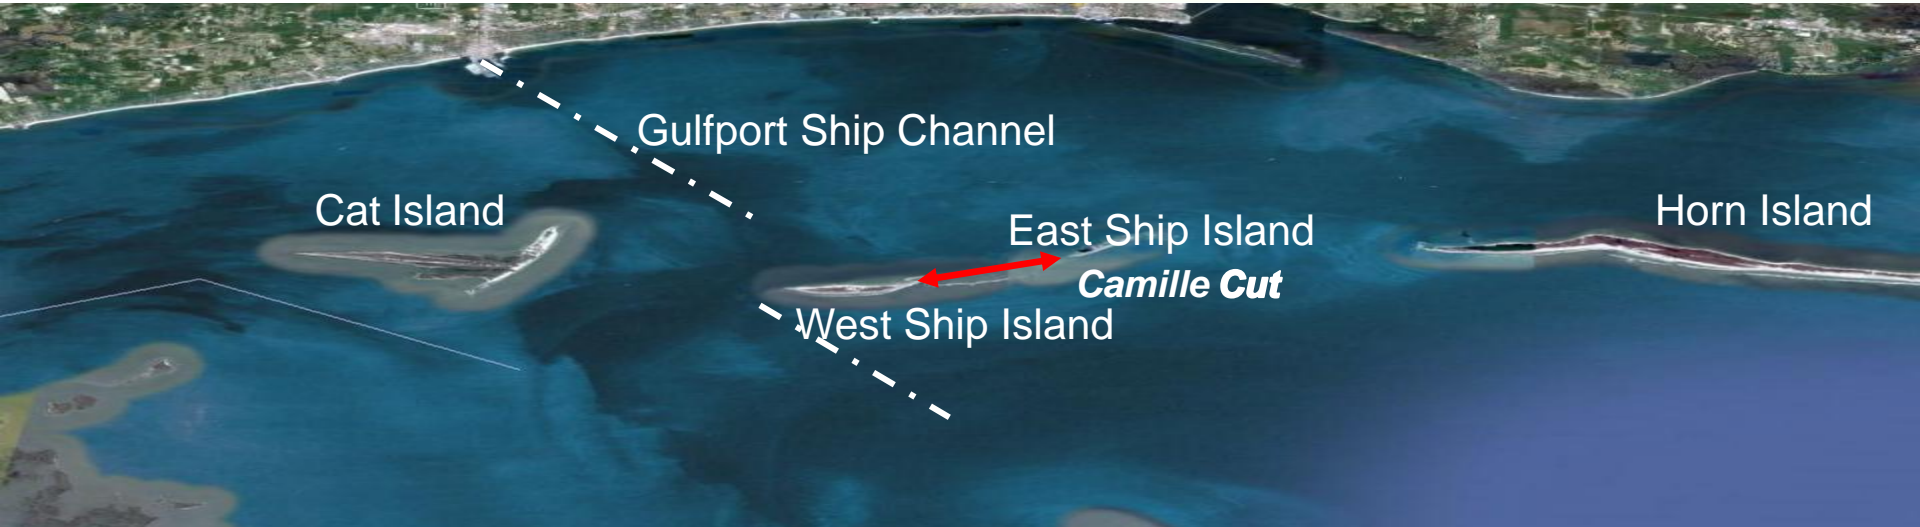 Gulfport Ship Channel
Cat Island
Horn Island
East Ship Island
Camille Cut
West Ship Island